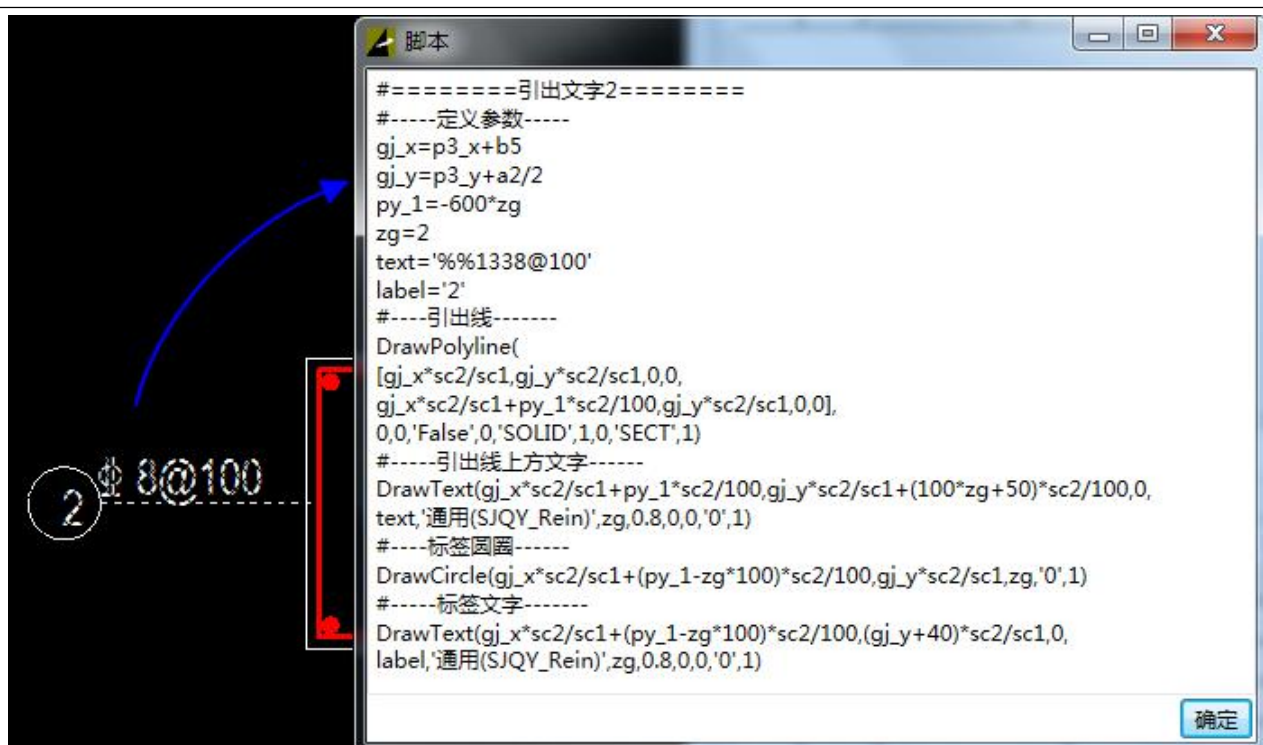 脚本
#========引出文字2========
#-----定义参数-----
gj_x=p3_x+b5
gj_y=p3_y+a2/2
py_1=-600*zg
zg=2
text='%%1338@100'
label='2'
#----引出线-------
DrawPolyline(
[gj_x*sc2/sc1,gj_y*sc2/sc1,0,0,
gj_x*sc2/sc1+py_1*sc2/100,gj_y*sc2/sc1,0,0],
0,0,'False',0,'SOLID',1,0,'SECT',1)
#-----引出线上方文字------
DrawText(gj_x*sc2/sc1+py_1*sc2/100,gj_y*sc2/sc1+(100*zg+50)*sc2/100,0,
text,'通用(SJQY_Rein)',zg,0.8,0,0,'0',1)
#----标签圆圈------
DrawCircle(gj_x*sc2/sc1+(py_1-zg*100)*sc2/100,gj_y*sc2/sc1,zg,'0',1)
#-----标签文字-------
DrawText(gj_x*sc2/sc1+(py_1-zg*100)*sc2/100,(gj_y+40)*sc2/sc1,0,
label,'通用(SJQY_Rein)',zg,0.8,0,0,'0',1)
确定
2 ⌽ 8@100